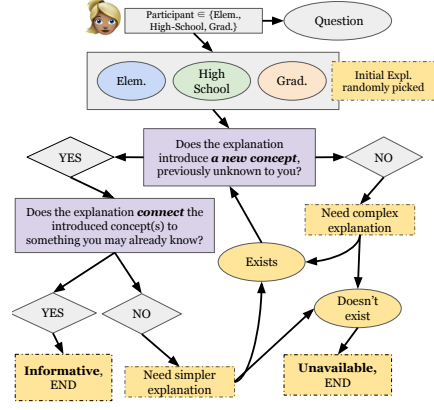 Participant ∈ {Elem.,
High-School, Grad.}
Question
Elem.
High
School
Grad.
Initial Expl.
randomly picked
YES
Does the explanation
introduce a new concept,
previously unknown to you?
NO
Does the explanation connect the
introduced concept(s) to
something you may already know?
Need complex
explanation
Exists
YES
NO
Doesn't
exist
Informative,
END
Need simpler
explanation
Unavailable,
END